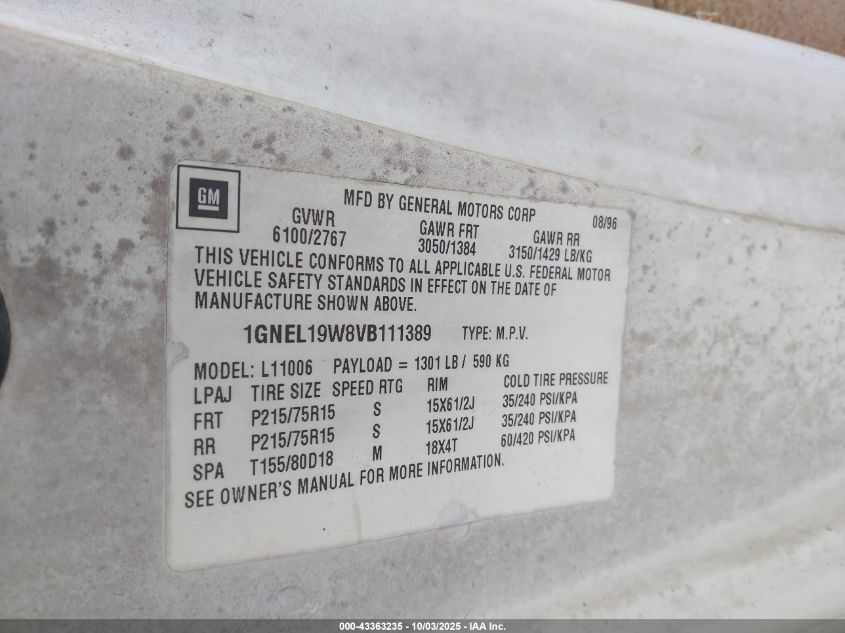 GM
MFD BY GENERAL MOTORS CORP 08/96
GVWR GAWR FRT GAWR RR
6100/2767 3050/1384 3150/1429 LB/KG
THIS VEHICLE CONFORMS TO ALL APPLICABLE U.S. FEDERAL MOTOR
VEHICLE SAFETY STANDARDS IN EFFECT ON THE DATE OF
MANUFACTURE SHOWN ABOVE.
1GNEL19W8VB111389 TYPE: M.P.V.
MODEL: L11006 PAYLOAD = 1301 LB / 590 KG
LPAJ TIRE SIZE SPEED RTG RIM COLD TIRE PRESSURE
FRT P215/75R15 S 15X61/2J 35/240 PSI/KPA
RR P215/75R15 S 15X61/2J 35/240 PSI/KPA
SPA T155/80D18 M 18X4T 60/420 PSI/KPA
SEE OWNER'S MANUAL FOR MORE INFORMATION.
000-43363235 - 10/03/2025 - IAA Inc.